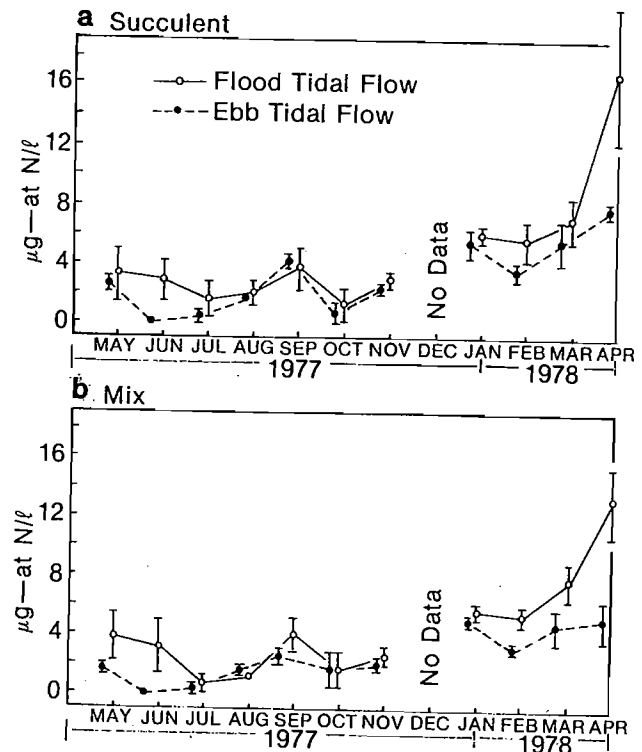 a Succulent
Flood Tidal Flow
Ebb Tidal Flow
µg—at N/ℓ
16
12
8
4
0
No Data
MAY JUN JUL AUG SEP OCT NOV DEC JAN FEB MAR APR
1977 1978
b Mix
µg—at N/ℓ
16
12
8
4
0
No Data
MAY JUN JUL AUG SEP OCT NOV DEC JAN FEB MAR APR
1977 1978